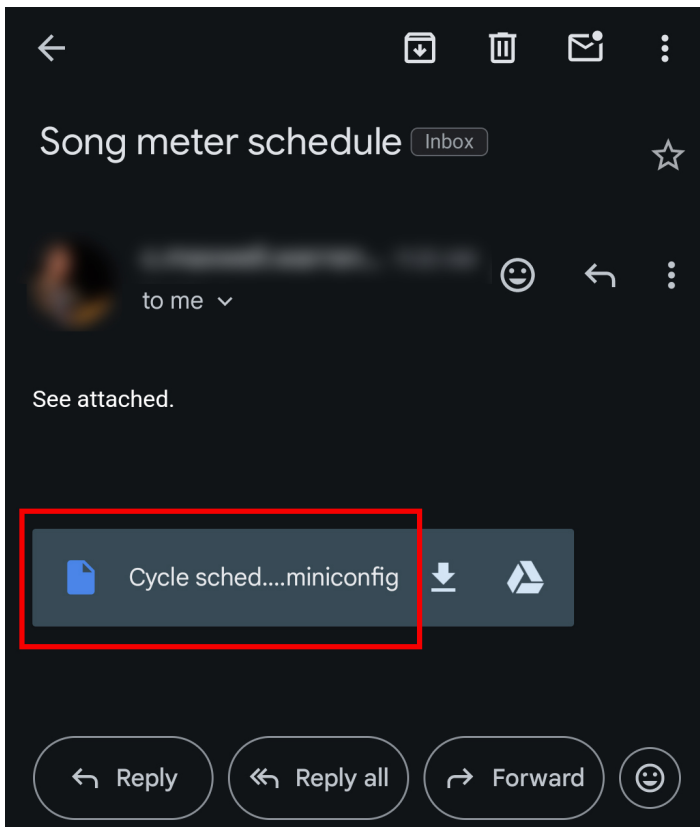 Song meter schedule Inbox
to me
See attached.
Cycle sched....miniconfig
Reply
Reply all
Forward